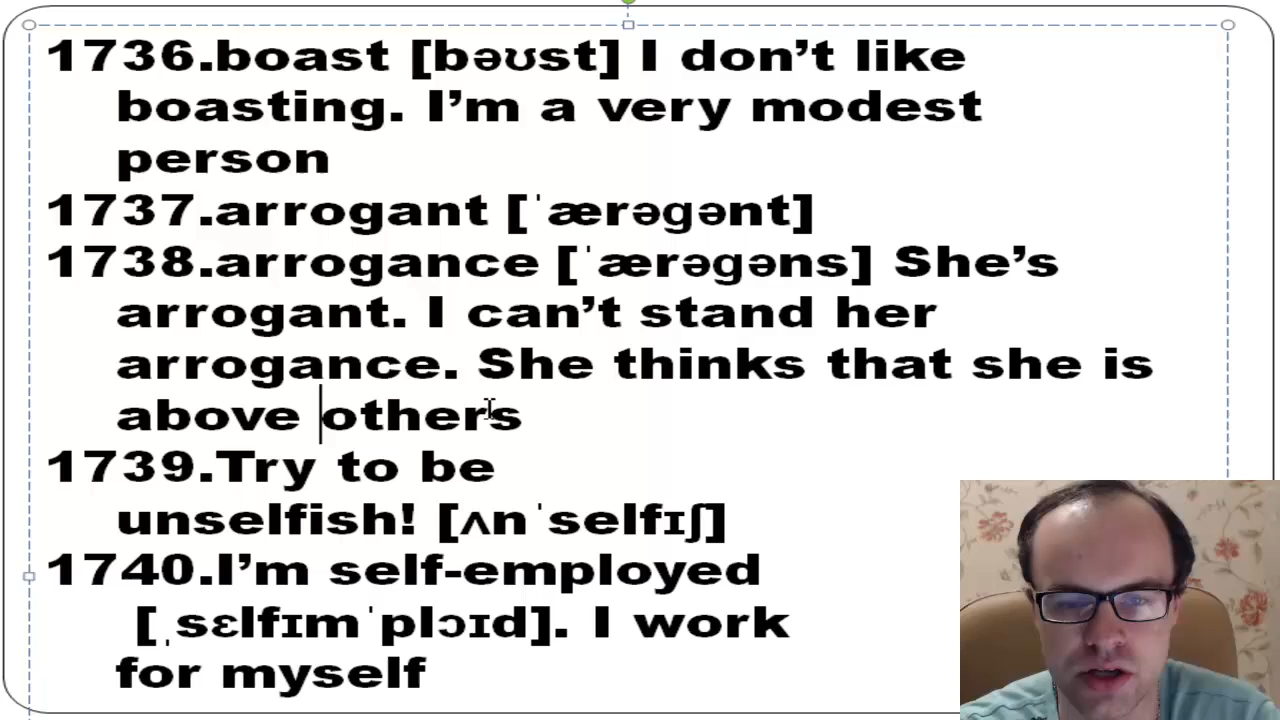 1736.boast [bəʊst] I don’t like
boasting. I’m a very modest
person
1737.arrogant [ˈærəgənt]
1738.arrogance [ˈærəgəns] She’s
arrogant. I can’t stand her
arrogance. She thinks that she is
above others
1739.Try to be
unselfish! [ʌnˈselfɪʃ]
1740.I’m self-employed
[ˌsɛlfɪmˈplɔɪd]. I work
for myself